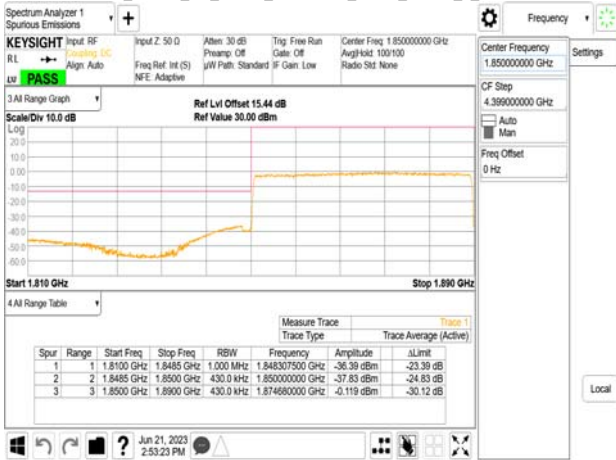 Spectrum Analyzer 1
Spurious Emissions
Frequency
KEYSIGHT
RL
LV PASS
Input: RF
Coupling: DC
Align: Auto
Input Z: 50 Ω
Freq Ref: Int (S)
NFE: Adaptive
Atten: 30 dB
Preamp: Off
µW Path: Standard
Trig: Free Run
Gate: Off
IF Gain: Low
Center Freq: 1.850000000 GHz
Avg|Hold: 100/100
Radio Std: None
Center Frequency
1.850000000 GHz
Settings
CF Step
4.399000000 GHz
Auto
Man
Freq Offset
0 Hz
3 All Range Graph
Scale/Div 10.0 dB
Ref Lvl Offset 15.44 dB
Ref Value 30.00 dBm
Log
20.0
10.0
0.00
-10.0
-20.0
-30.0
-40.0
-50.0
-60.0
Start 1.810 GHz
Stop 1.890 GHz
4 All Range Table
Measure Trace Trace 1
Trace Type Trace Average (Active)
Spur Range Start Freq Stop Freq RBW Frequency Amplitude ΔLimit
1 1 1.8100 GHz 1.8485 GHz 1.000 MHz 1.848307500 GHz -36.39 dBm -23.39 dB
2 2 1.8485 GHz 1.8500 GHz 430.0 kHz 1.850000000 GHz -37.83 dBm -24.83 dB
3 3 1.8500 GHz 1.8900 GHz 430.0 kHz 1.874680000 GHz -0.119 dBm -30.12 dB
Local
Jun 21, 2023
2:53:23 PM